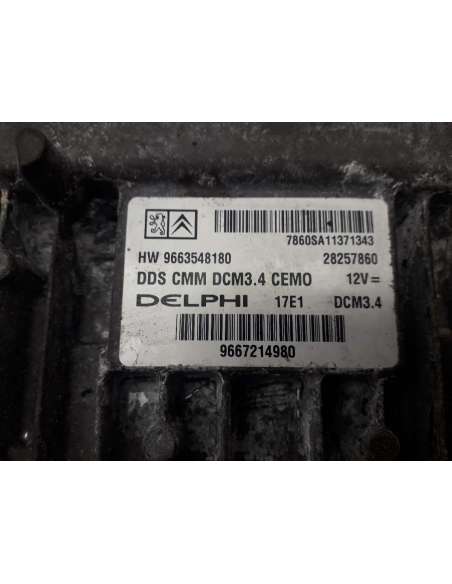 7860SA11371343
HW 9663548180 28257860
DDS CMM DCM3.4 CEMO 12V=
DELPHI 17E1 DCM3.4
9667214980